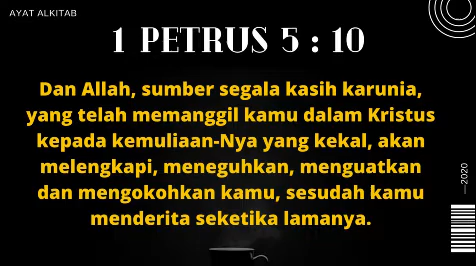 AYAT ALKITAB
1 PETRUS 5 : 10
Dan Allah, sumber segala kasih karunia,
yang telah memanggil kamu dalam Kristus
kepada kemuliaan-Nya yang kekal, akan
melengkapi, meneguhkan, menguatkan
dan mengokohkan kamu, sesudah kamu
menderita seketika lamanya.
—2020